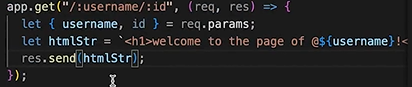 app.get("/:username/:id", (req, res) => {
let { username, id } = req.params;
let htmlStr = `<h1>welcome to the page of @${username}!<
res.send(htmlStr);
});